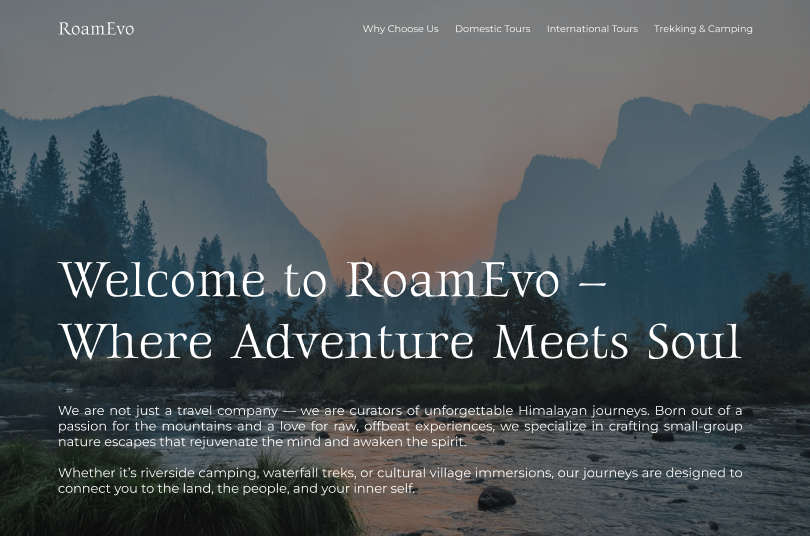 RoamEvo
Why Choose Us Domestic Tours International Tours Trekking & Camping
Welcome to RoamEvo –
Where Adventure Meets Soul
We are not just a travel company — we are curators of unforgettable Himalayan journeys. Born out of a
passion for the mountains and a love for raw, offbeat experiences, we specialize in crafting small-group
nature escapes that rejuvenate the mind and awaken the spirit.
Whether it’s riverside camping, waterfall treks, or cultural village immersions, our journeys are designed to
connect you to the land, the people, and your inner self.